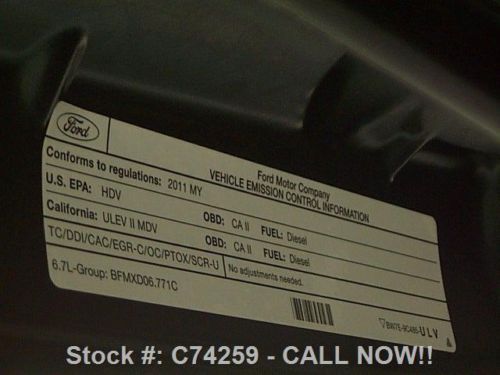 Ford
Ford Motor Company
VEHICLE EMISSION CONTROL INFORMATION
Conforms to regulations: 2011 MY
U.S. EPA: HDV OBD: CA II FUEL: Diesel
California: ULEV II MDV OBD: CA II FUEL: Diesel
TC/DDI/CAC/EGR-C/OC/PTOX/SCR-U No adjustments needed.
6.7L-Group: BFMXD06.771C
BW7E-9C485-ULV
Stock #: C74259 - CALL NOW!!